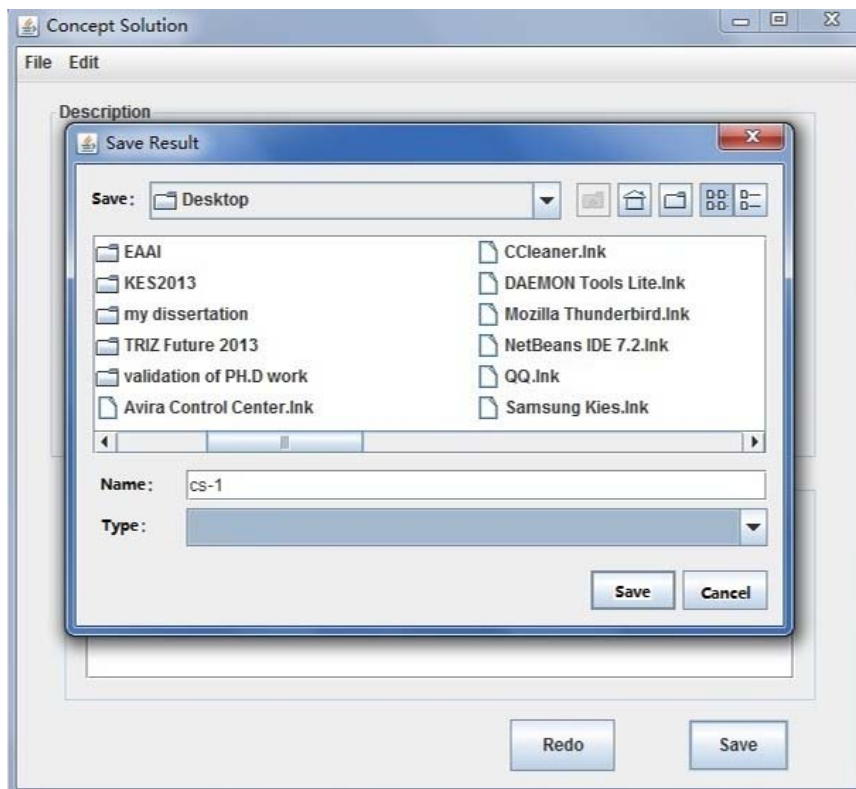 Concept Solution
File Edit
Description
Save Result
Save: Desktop
EAAI
KES2013
my dissertation
TRIZ Future 2013
validation of PH.D work
Avira Control Center.lnk
CCleaner.lnk
DAEMON Tools Lite.lnk
Mozilla Thunderbird.lnk
NetBeans IDE 7.2.lnk
QQ.lnk
Samsung Kies.lnk
Name: cs-1
Type:
Save Cancel
Redo Save